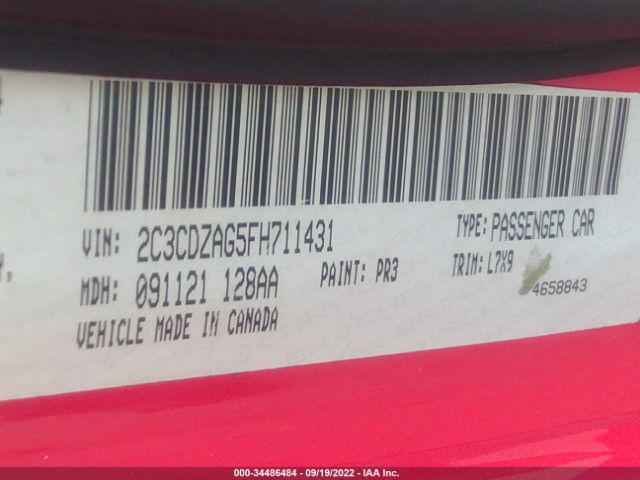 VIN: 2C3CDZAG5FH711431
TYPE: PASSENGER CAR
MDH: 091121 128AA
PAINT: PR3
TRIM: L7X9
4658843
VEHICLE MADE IN CANADA
000-34486484 - 09/19/2022 - IAA Inc.